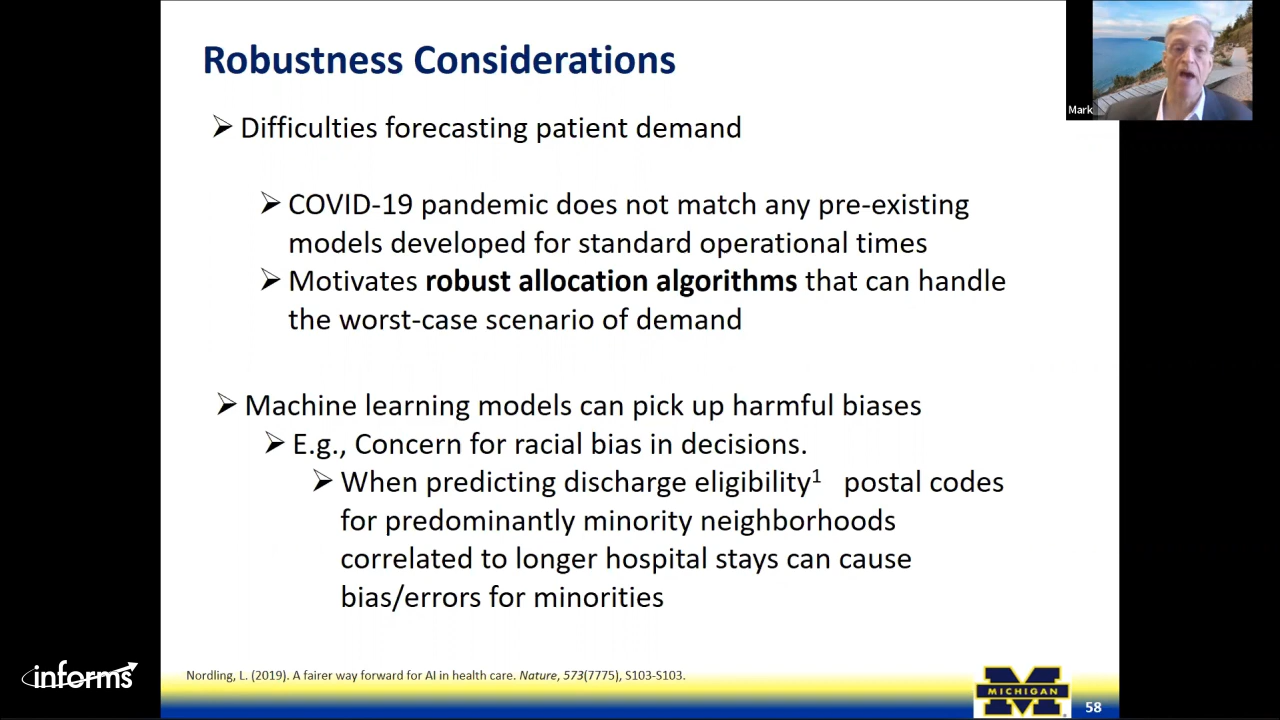 Robustness Considerations
Mark
➢ Difficulties forecasting patient demand
➢ COVID-19 pandemic does not match any pre-existing
models developed for standard operational times
➢ Motivates robust allocation algorithms that can handle
the worst-case scenario of demand
➢ Machine learning models can pick up harmful biases
➢ E.g., Concern for racial bias in decisions.
➢ When predicting discharge eligibility¹ postal codes
for predominantly minority neighborhoods
correlated to longer hospital stays can cause
bias/errors for minorities
informs
Nordling, L. (2019). A fairer way forward for AI in health care. Nature, 573(7775), S103-S103.
M
MICHIGAN
58